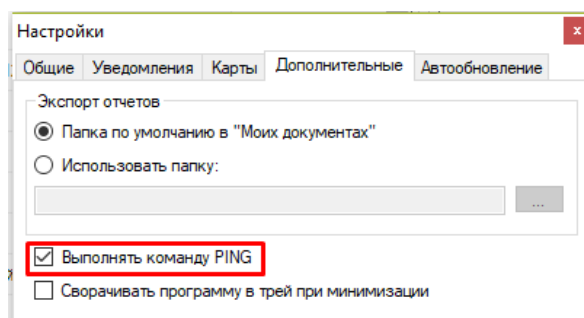 Настройки
x
Общие Уведомления Карты Дополнительные Автообновление
Экспорт отчетов
Папка по умолчанию в "Моих документах"
Использовать папку:
...
Выполнять команду PING
Сворачивать программу в трей при минимизации